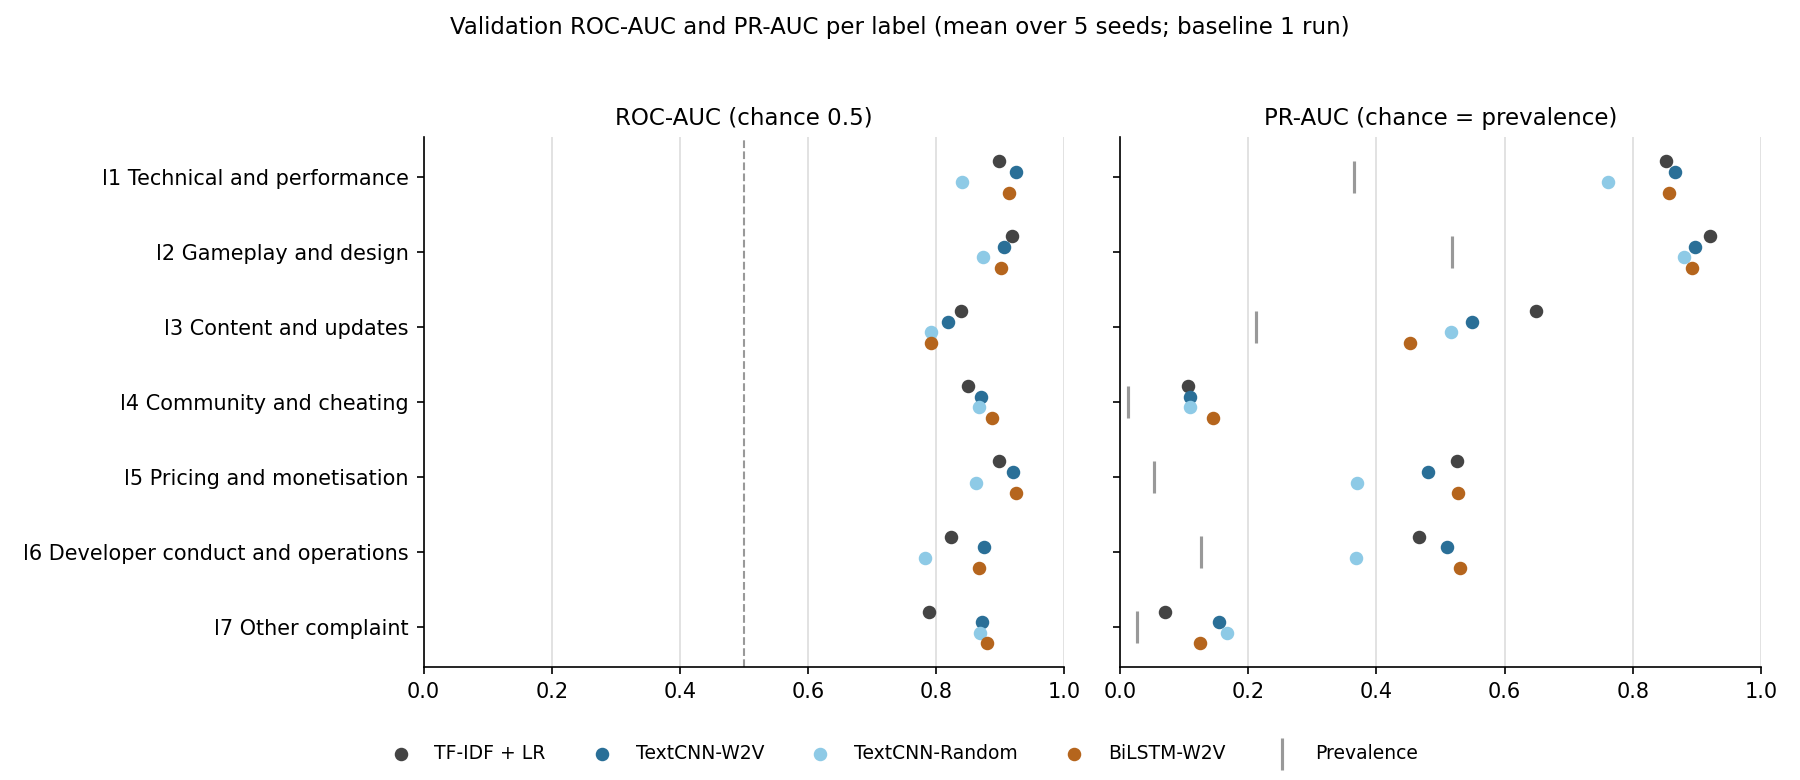 Validation ROC-AUC and PR-AUC per label (mean over 5 seeds; baseline 1 run)
ROC-AUC (chance 0.5)
PR-AUC (chance = prevalence)
I1 Technical and performance
I2 Gameplay and design
I3 Content and updates
I4 Community and cheating
I5 Pricing and monetisation
I6 Developer conduct and operations
I7 Other complaint
0.0 0.2 0.4 0.6 0.8 1.0
0.0 0.2 0.4 0.6 0.8 1.0
TF-IDF + LR TextCNN-W2V TextCNN-Random BiLSTM-W2V Prevalence